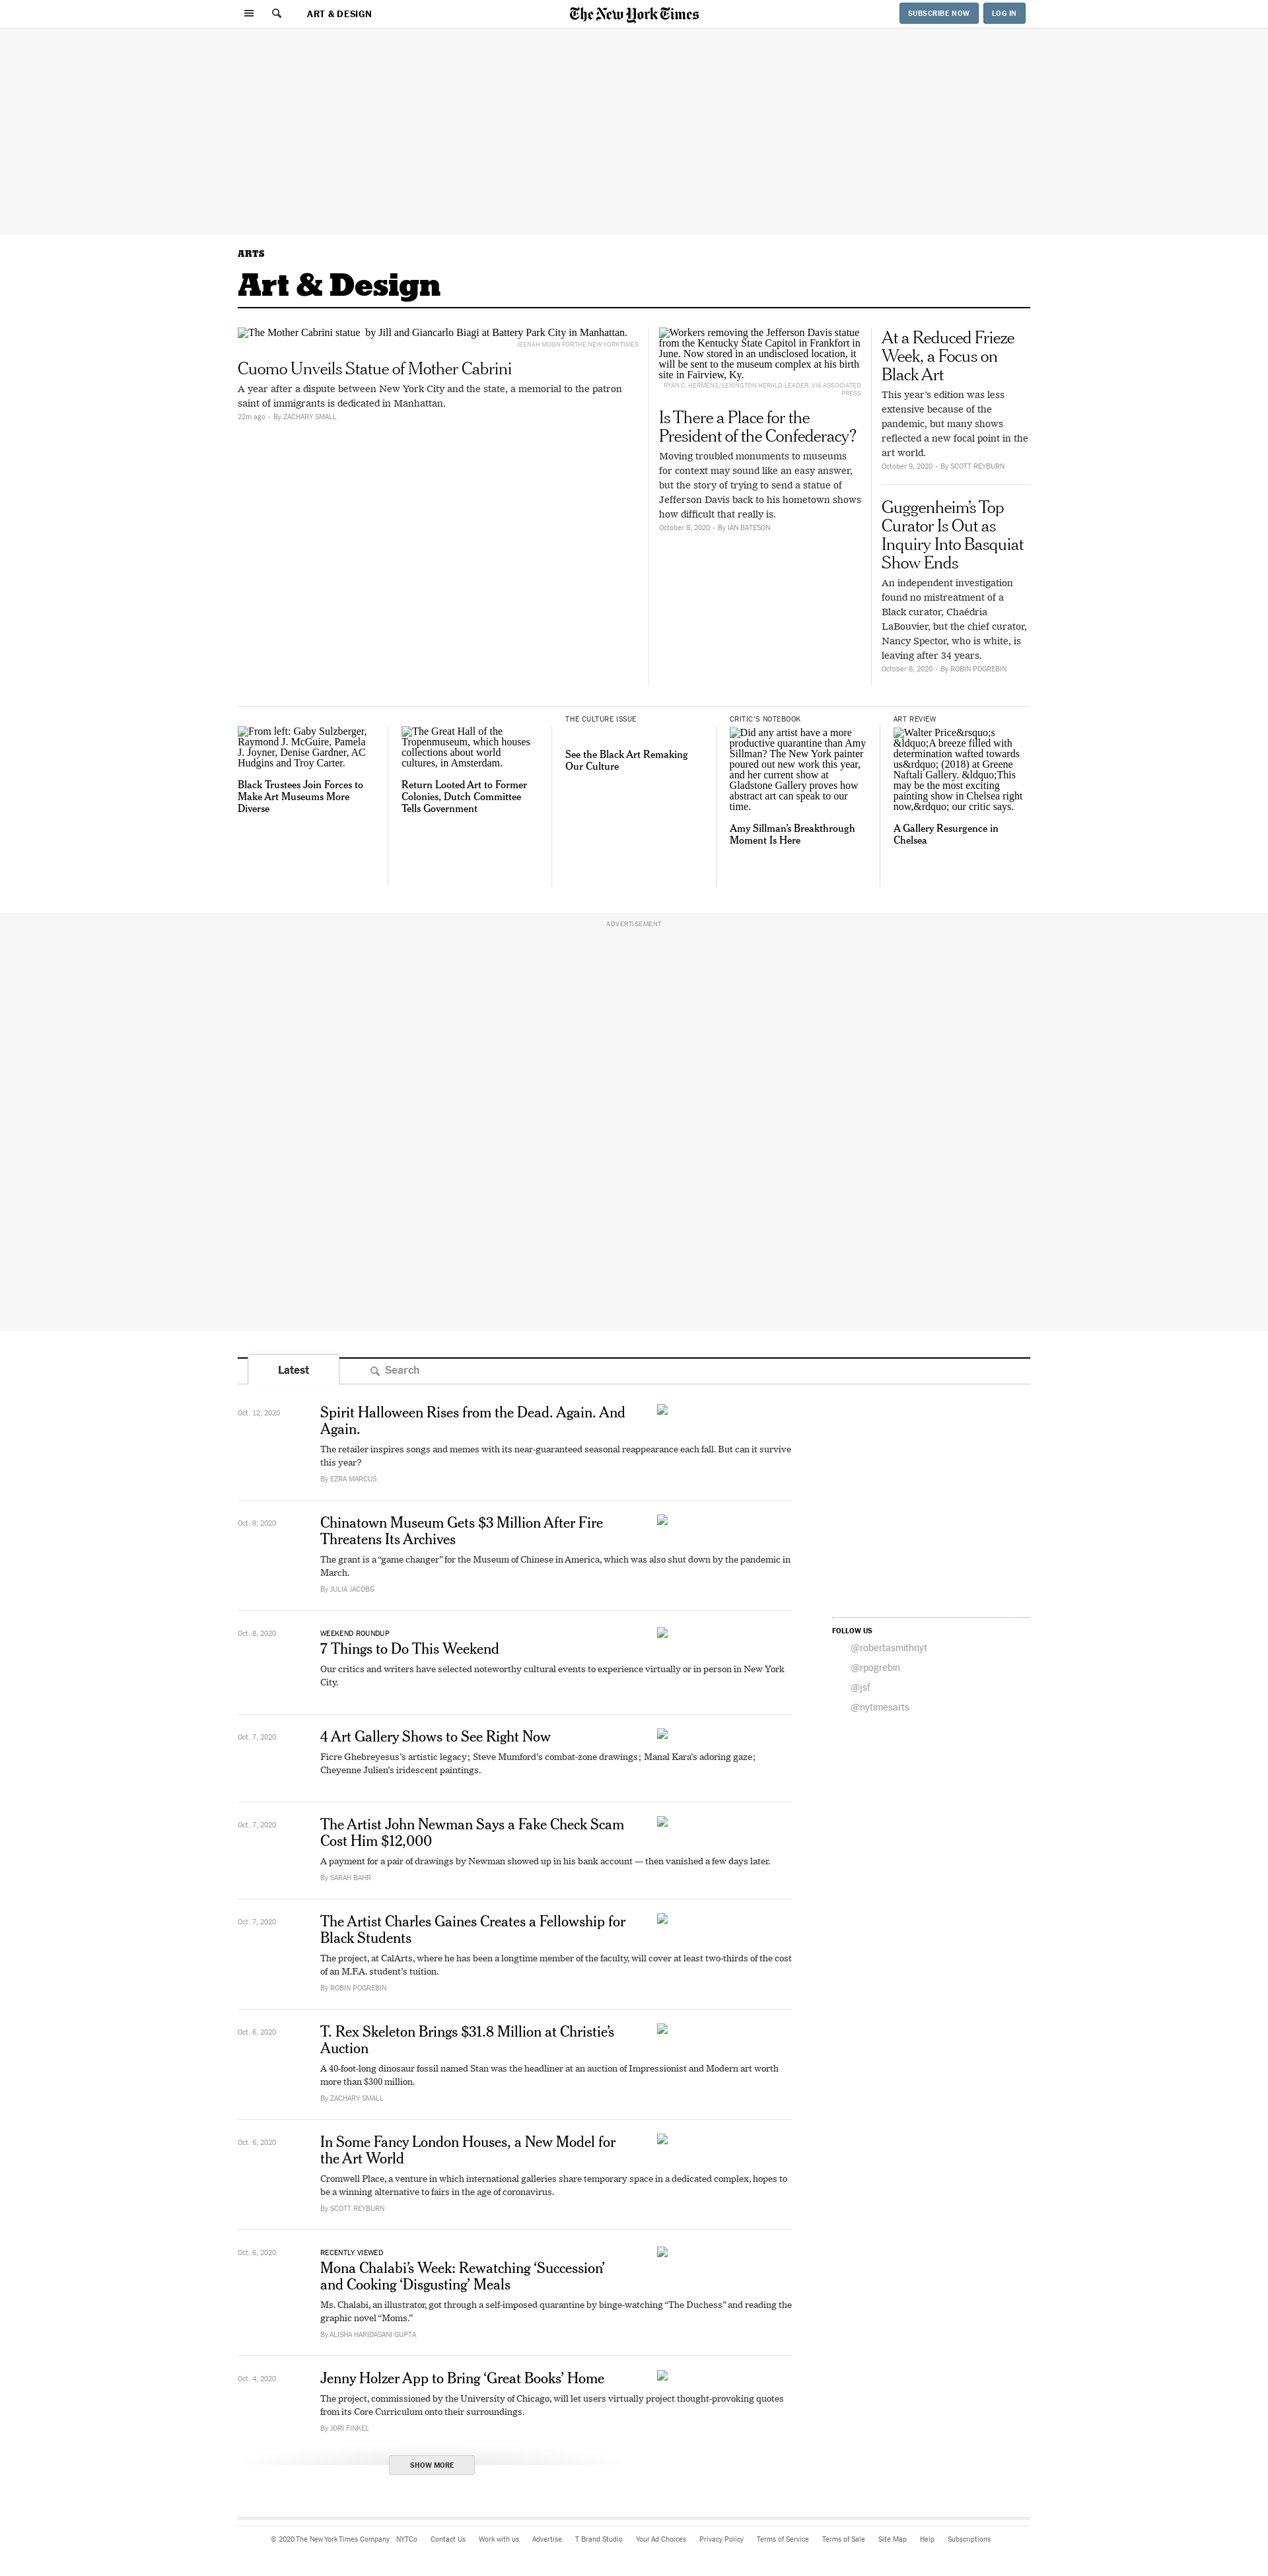 ART & DESIGN
The New York Times
SUBSCRIBE NOW
LOG IN
ARTS
Art & Design
The Mother Cabrini statue by Jill and Giancarlo Biagi at Battery Park City in Manhattan.
JEENAH MOON FOR THE NEW YORK TIMES
Cuomo Unveils Statue of Mother Cabrini
A year after a dispute between New York City and the state, a memorial to the patron
saint of immigrants is dedicated in Manhattan.
22m ago · By ZACHARY SMALL
Workers removing the Jefferson Davis statue
from the Kentucky State Capitol in Frankfort in
June. Now stored in an undisclosed location, it
will be sent to the museum complex at his birth
site in Fairview, Ky.
RYAN C. HERMENS/LEXINGTON HERALD-LEADER, VIA ASSOCIATED
PRESS
Is There a Place for the
President of the Confederacy?
Moving troubled monuments to museums
for context may sound like an easy answer,
but the story of trying to send a statue of
Jefferson Davis back to his hometown shows
how difficult that really is.
October 8, 2020 · By IAN BATESON
At a Reduced Frieze
Week, a Focus on
Black Art
This year’s edition was less
extensive because of the
pandemic, but many shows
reflected a new focal point in the
art world.
October 9, 2020 · By SCOTT REYBURN
Guggenheim’s Top
Curator Is Out as
Inquiry Into Basquiat
Show Ends
An independent investigation
found no mistreatment of a
Black curator, Chaédria
LaBouvier, but the chief curator,
Nancy Spector, who is white, is
leaving after 34 years.
October 8, 2020 · By ROBIN POGREBIN
From left: Gaby Sulzberger,
Raymond J. McGuire, Pamela
J. Joyner, Denise Gardner, AC
Hudgins and Troy Carter.
Black Trustees Join Forces to
Make Art Museums More
Diverse
The Great Hall of the
Tropenmuseum, which houses
collections about world
cultures, in Amsterdam.
Return Looted Art to Former
Colonies, Dutch Committee
Tells Government
THE CULTURE ISSUE
See the Black Art Remaking
Our Culture
CRITIC’S NOTEBOOK
Did any artist have a more
productive quarantine than Amy
Sillman? The New York painter
poured out new work this year,
and her current show at
Gladstone Gallery proves how
abstract art can speak to our
time.
Amy Sillman’s Breakthrough
Moment Is Here
ART REVIEW
Walter Price&rsquo;s
&ldquo;A breeze filled with
determination wafted towards
us&rdquo; (2018) at Greene
Naftali Gallery. &ldquo;This
may be the most exciting
painting show in Chelsea right
now,&rdquo; our critic says.
A Gallery Resurgence in
Chelsea
ADVERTISEMENT
Latest
Search
Oct. 12, 2020
Spirit Halloween Rises from the Dead. Again. And
Again.
The retailer inspires songs and memes with its near-guaranteed seasonal reappearance each fall. But can it survive
this year?
By EZRA MARCUS
Oct. 9, 2020
Chinatown Museum Gets $3 Million After Fire
Threatens Its Archives
The grant is a “game changer” for the Museum of Chinese in America, which was also shut down by the pandemic in
March.
By JULIA JACOBS
Oct. 8, 2020
WEEKEND ROUNDUP
7 Things to Do This Weekend
Our critics and writers have selected noteworthy cultural events to experience virtually or in person in New York
City.
FOLLOW US
@robertasmithnyt
@rpogrebin
@jsf
@nytimesarts
Oct. 7, 2020
4 Art Gallery Shows to See Right Now
Ficre Ghebreyesus’s artistic legacy; Steve Mumford’s combat-zone drawings; Manal Kara’s adoring gaze;
Cheyenne Julien’s iridescent paintings.
Oct. 7, 2020
The Artist John Newman Says a Fake Check Scam
Cost Him $12,000
A payment for a pair of drawings by Newman showed up in his bank account — then vanished a few days later.
By SARAH BAHR
Oct. 7, 2020
The Artist Charles Gaines Creates a Fellowship for
Black Students
The project, at CalArts, where he has been a longtime member of the faculty, will cover at least two-thirds of the cost
of an M.F.A. student’s tuition.
By ROBIN POGREBIN
Oct. 6, 2020
T. Rex Skeleton Brings $31.8 Million at Christie’s
Auction
A 40-foot-long dinosaur fossil named Stan was the headliner at an auction of Impressionist and Modern art worth
more than $300 million.
By ZACHARY SMALL
Oct. 6, 2020
In Some Fancy London Houses, a New Model for
the Art World
Cromwell Place, a venture in which international galleries share temporary space in a dedicated complex, hopes to
be a winning alternative to fairs in the age of coronavirus.
By SCOTT REYBURN
Oct. 6, 2020
RECENTLY VIEWED
Mona Chalabi’s Week: Rewatching ‘Succession’
and Cooking ‘Disgusting’ Meals
Ms. Chalabi, an illustrator, got through a self-imposed quarantine by binge-watching “The Duchess” and reading the
graphic novel “Moms.”
By ALISHA HARIDASANI GUPTA
Oct. 4, 2020
Jenny Holzer App to Bring ‘Great Books’ Home
The project, commissioned by the University of Chicago, will let users virtually project thought-provoking quotes
from its Core Curriculum onto their surroundings.
By JORI FINKEL
SHOW MORE
© 2020 The New York Times Company NYTCo Contact Us Work with us Advertise T Brand Studio Your Ad Choices Privacy Policy Terms of Service Terms of Sale Site Map Help Subscriptions